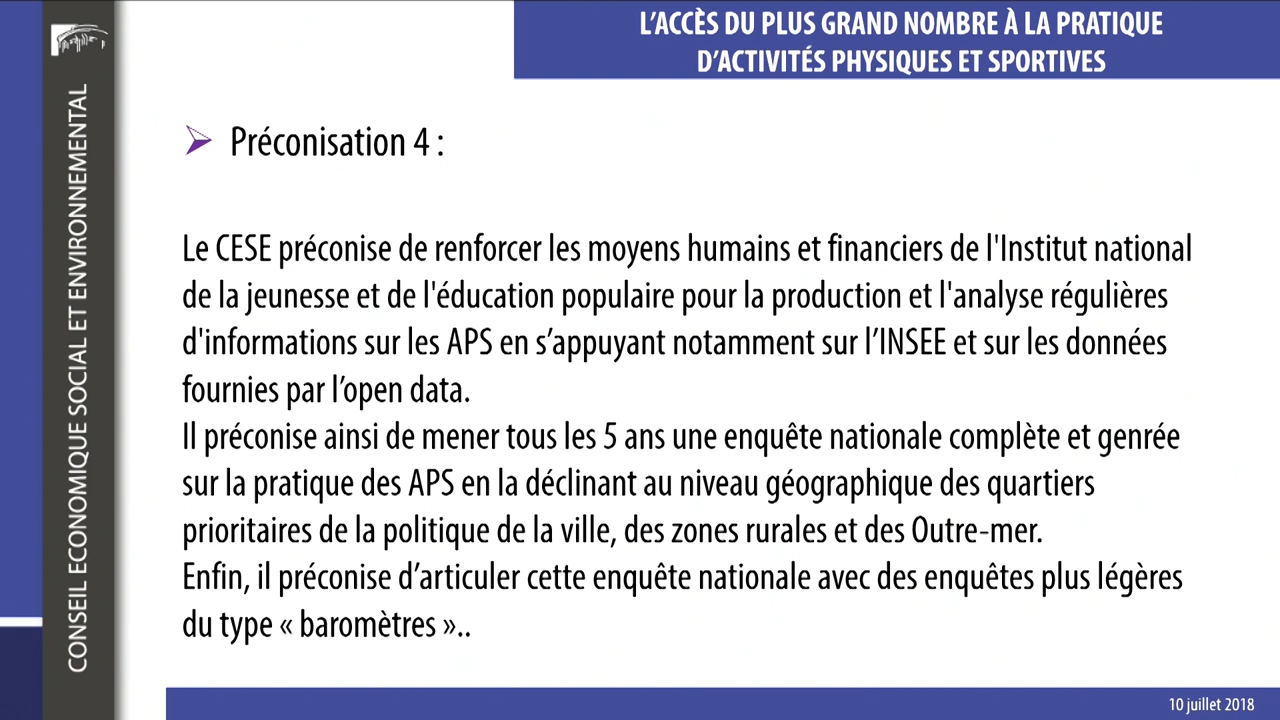 L’ACCÈS DU PLUS GRAND NOMBRE À LA PRATIQUE
D’ACTIVITÉS PHYSIQUES ET SPORTIVES
CONSEIL ECONOMIQUE SOCIAL ET ENVIRONNEMENTAL
Préconisation 4 :
Le CESE préconise de renforcer les moyens humains et financiers de l'Institut national
de la jeunesse et de l'éducation populaire pour la production et l'analyse régulières
d'informations sur les APS en s’appuyant notamment sur l’INSEE et sur les données
fournies par l’open data.
Il préconise ainsi de mener tous les 5 ans une enquête nationale complète et genrée
sur la pratique des APS en la déclinant au niveau géographique des quartiers
prioritaires de la politique de la ville, des zones rurales et des Outre-mer.
Enfin, il préconise d’articuler cette enquête nationale avec des enquêtes plus légères
du type « baromètres »..
10 juillet 2018